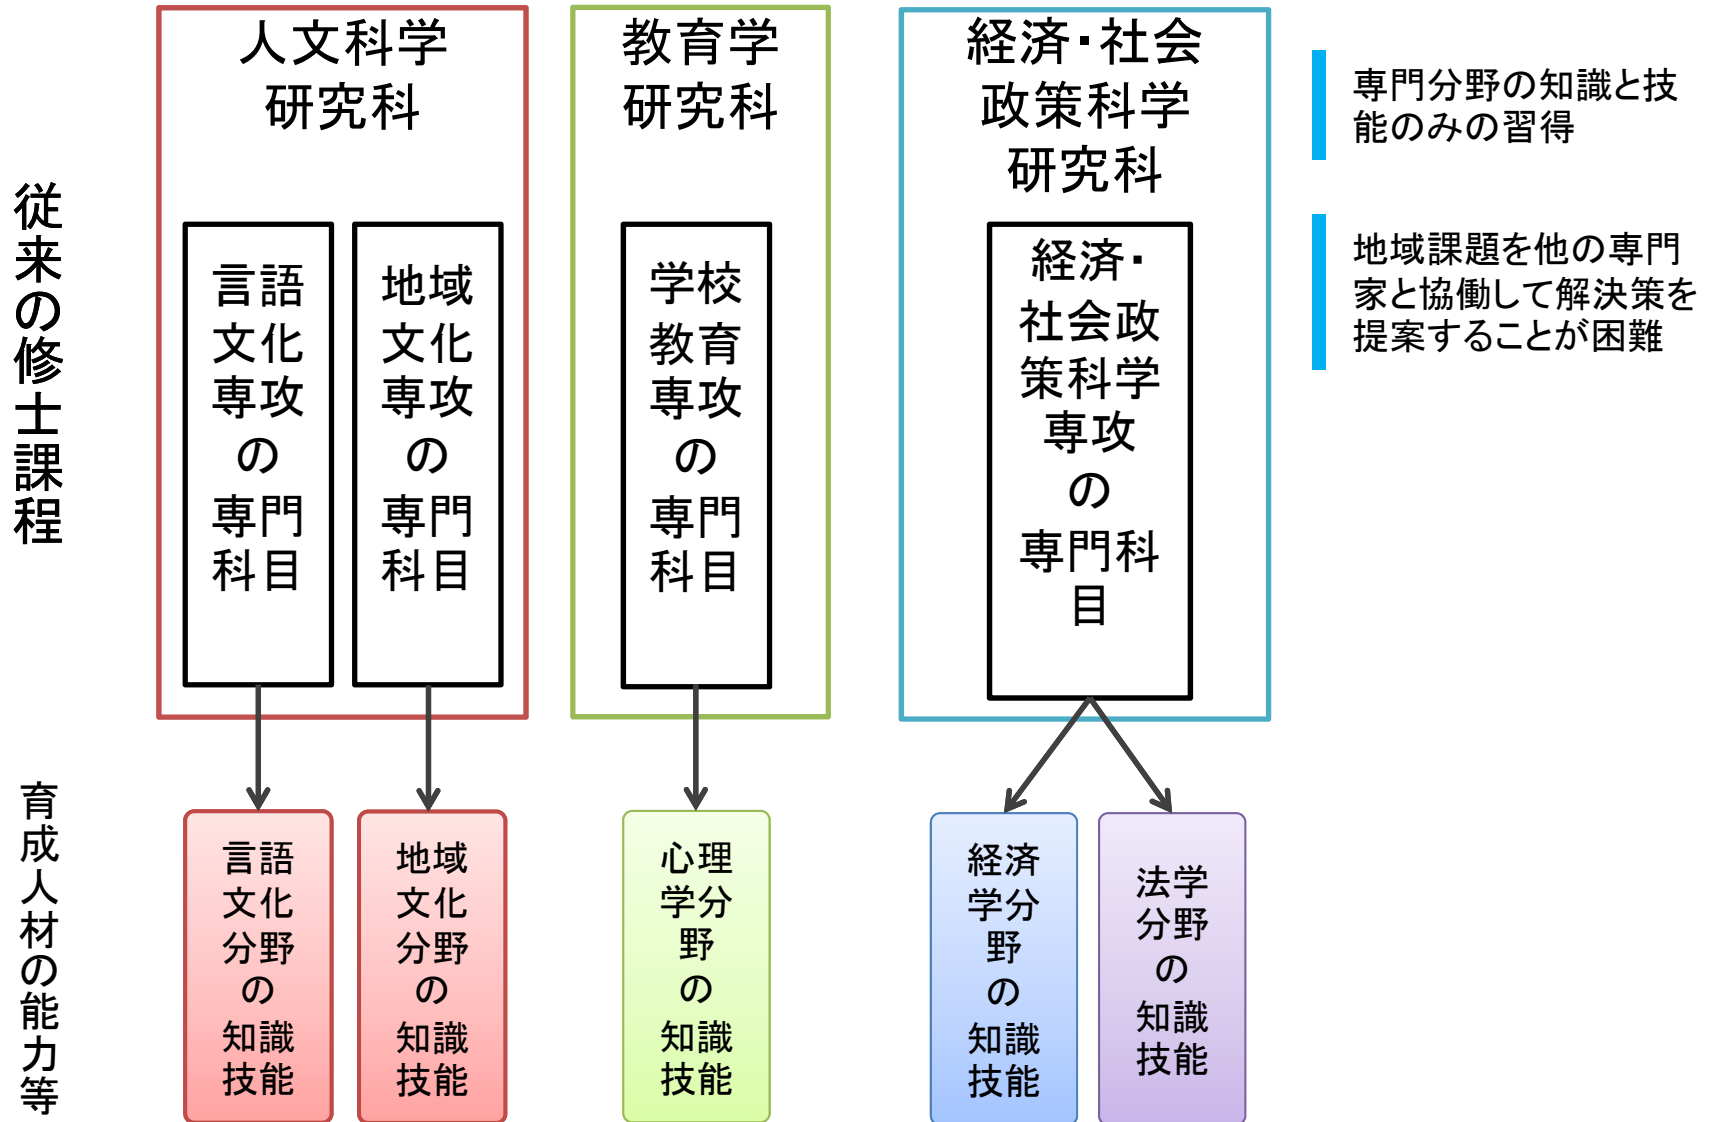 従来の修士課程
人文科学
研究科
言語
文化
専攻
の
専門
科目
地域
文化
専攻
の
専門
科目
教育学
研究科
学校
教育
専攻
の
専門
科目
経済・社会
政策科学
研究科
経済・
社会政
策科学
専攻
の
専門科
目
専門分野の知識と技
能のみの習得
地域課題を他の専門
家と協働して解決策を
提案することが困難
育成人材の能力等
言語
文化
分野
の
知識
技能
地域
文化
分野
の
知識
技能
心理
学分
野
の
知識
技能
経済
学分
野
の
知識
技能
法学
分野
の
知識
技能